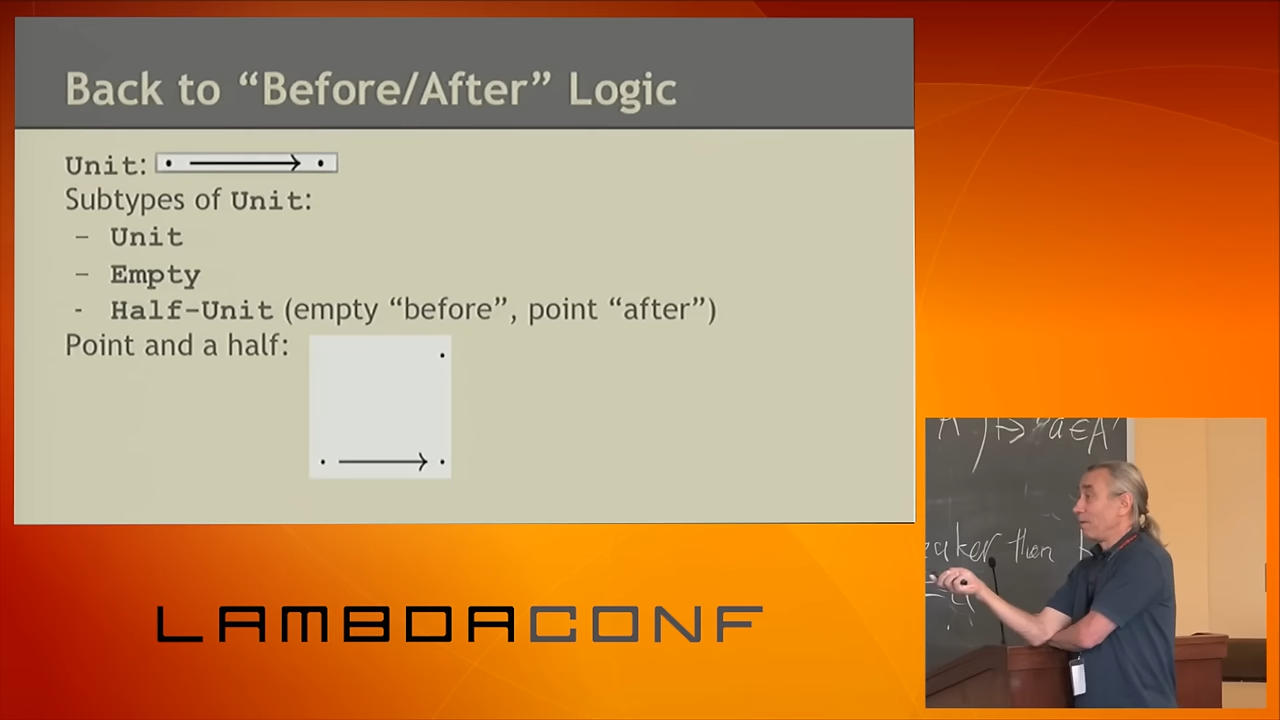 Back to “Before/After” Logic
Unit:
Subtypes of Unit:
– Unit
– Empty
- Half-Unit (empty “before”, point “after”)
Point and a half:
a ∈ A
than
LAMBDACONF